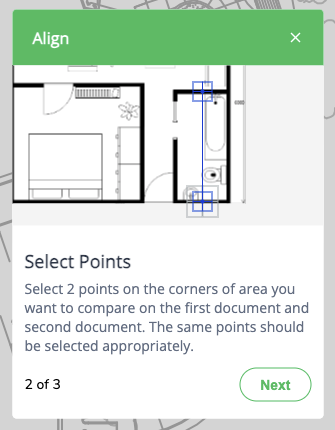 Align
Select Points
Select 2 points on the corners of area you
want to compare on the first document and
second document. The same points should
be selected appropriately.
2 of 3
Next